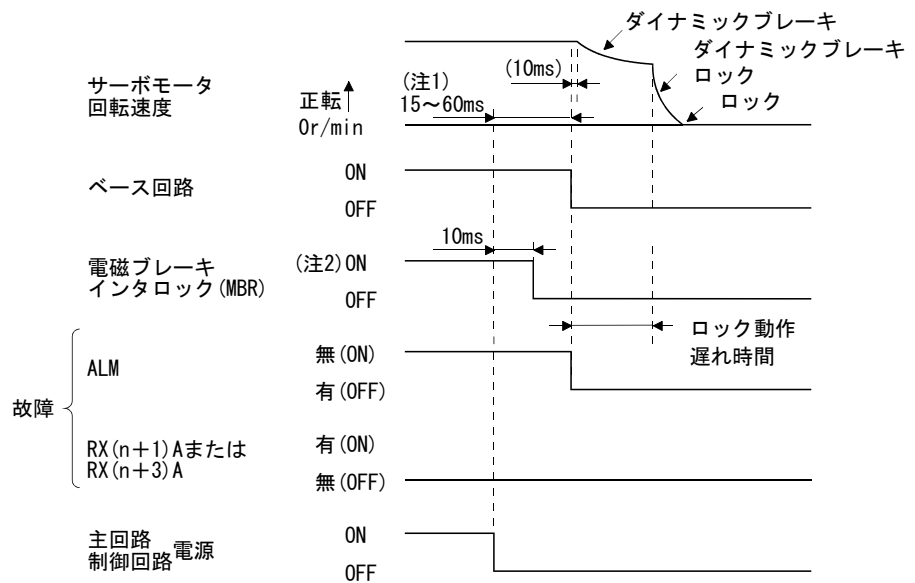 ダイナミックブレーキ
ダイナミックブレーキ
ロック
ロック
サーボモータ
回転速度
正転
0r/min
(注1)
15～60ms
(10ms)
ベース回路
ON
OFF
10ms
電磁ブレーキ
インタロック(MBR)
(注2)ON
OFF
ロック動作
遅れ時間
故障
ALM
無(ON)
有(OFF)
RX(n＋1)Aまたは
RX(n＋3)A
有(ON)
無(OFF)
主回路
制御回路
電源
ON
OFF